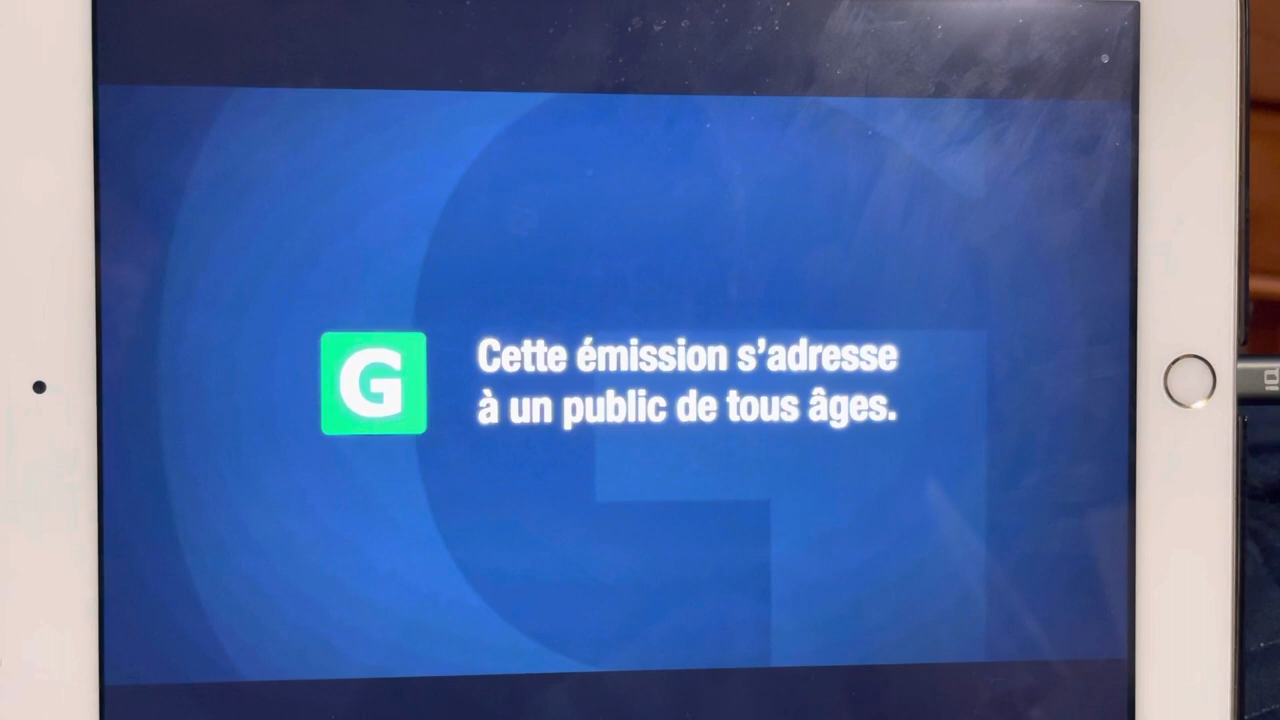 G
Cette émission s'adresse
à un public de tous âges.